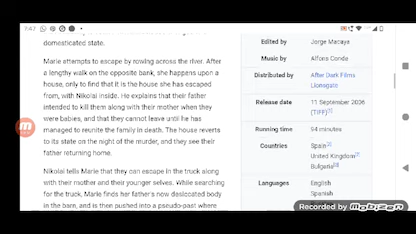 7:47
domesticated state.
Marie attempts to escape by rowing across the river. After
a lengthy walk on the opposite bank, she happens upon a
house, only to find that it is the house she has escaped
from, with Nikolai inside. He explains that their father
intended to kill them along with their mother when they
were babies, and that they cannot leave until he has
managed to reunite the family in death. The house reverts
to its state on the night of the murder, and they see their
father returning home.
Nikolai tells Marie that they can escape in the truck along
with their mother and their younger selves. While searching
for the truck, Marie finds her father's now desiccated body
in the barn, and is then pushed into a pseudo-past where
Edited by Jorge Macaya
Music by Alfons Conde
Distributed by After Dark Films
Lionsgate
Release date 11 September 2006
(TIFF)[1]
Running time 94 minutes
Countries Spain[2]
United Kingdom[3]
Bulgaria[3]
Languages English
Spanish
Recorded by
MOBIZEN